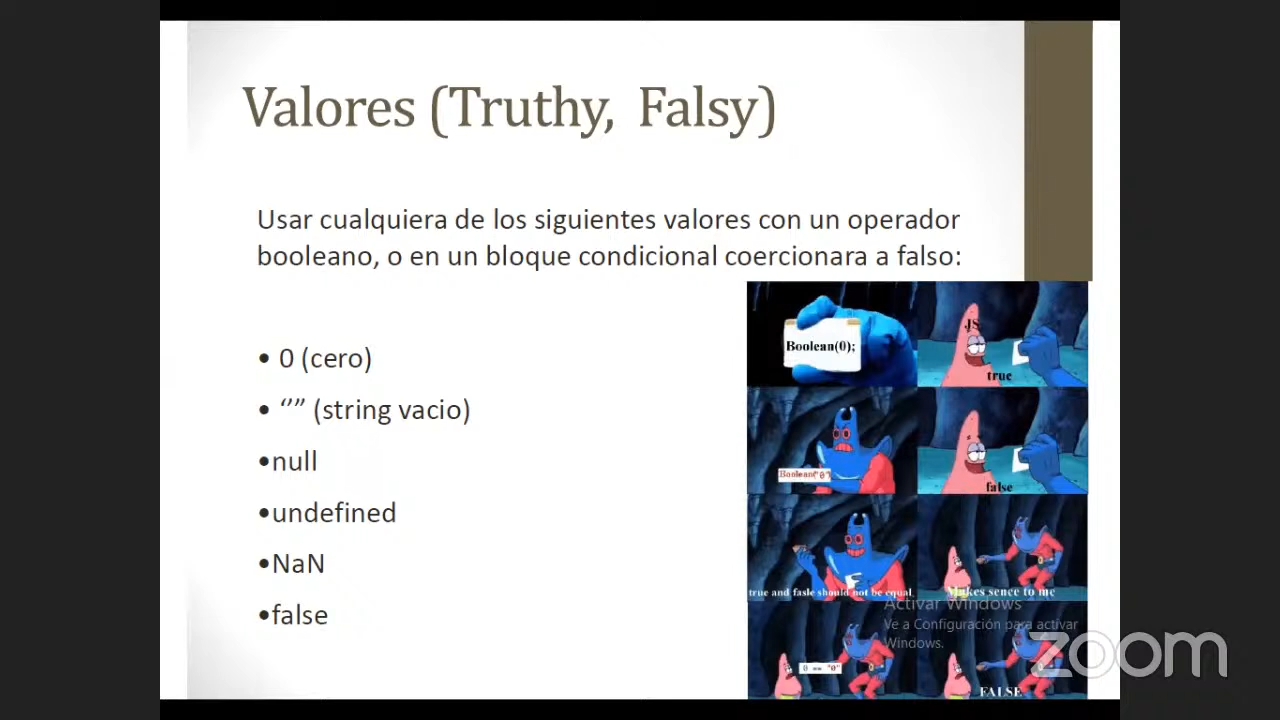 Valores (Truthy, Falsy)
Usar cualquiera de los siguientes valores con un operador
booleano, o en un bloque condicional coercionara a falso:
• 0 (cero)
• “” (string vacio)
•null
•undefined
•NaN
•false
Boolean(0);
JS
true
Boolean("0")
false
true and fasle should not be equal
Makes sence to me
0 == "0"
FALSE
Activar Windows
Ve a Configuración para activar
Windows.
zoom